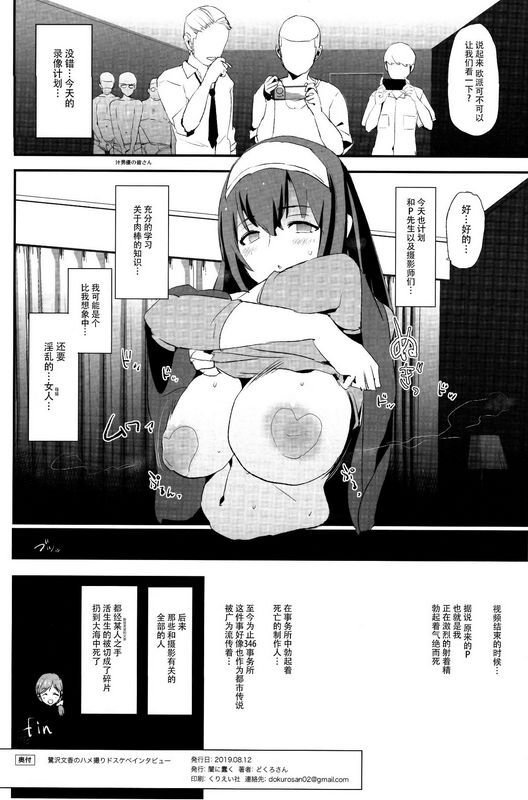 说起来 欧派可不可以
让我们看一下?
没错…今天的
录像计划…
汁男優の皆さん
好…好的…
今天也计划
和P先生以及摄影师们…
充分的学习
关于肉棒的知识…
我可能是个
比我想象中…
还要
淫乱的…女人…
视频结束的时候…
据说 原来的P
也就是我
正在激烈的射着精
勃起着气绝而死
在事务所中勃起着
死亡的制作人…
至今为止346事务所
这件事好像也作为都市传说
被广为流传着…
后来
那些和摄影有关的
全部的人
都经某人之手
活生生的被切成了碎片
扔到大海中死了
fin
奥付
鷺沢文香のハメ撮りドスケベインタビュー
発行日: 2019.08.12
発行: 闇に蠢く 著者: どくろさん
印刷: くりえい社 連絡先: dokurosan02@gmail.com